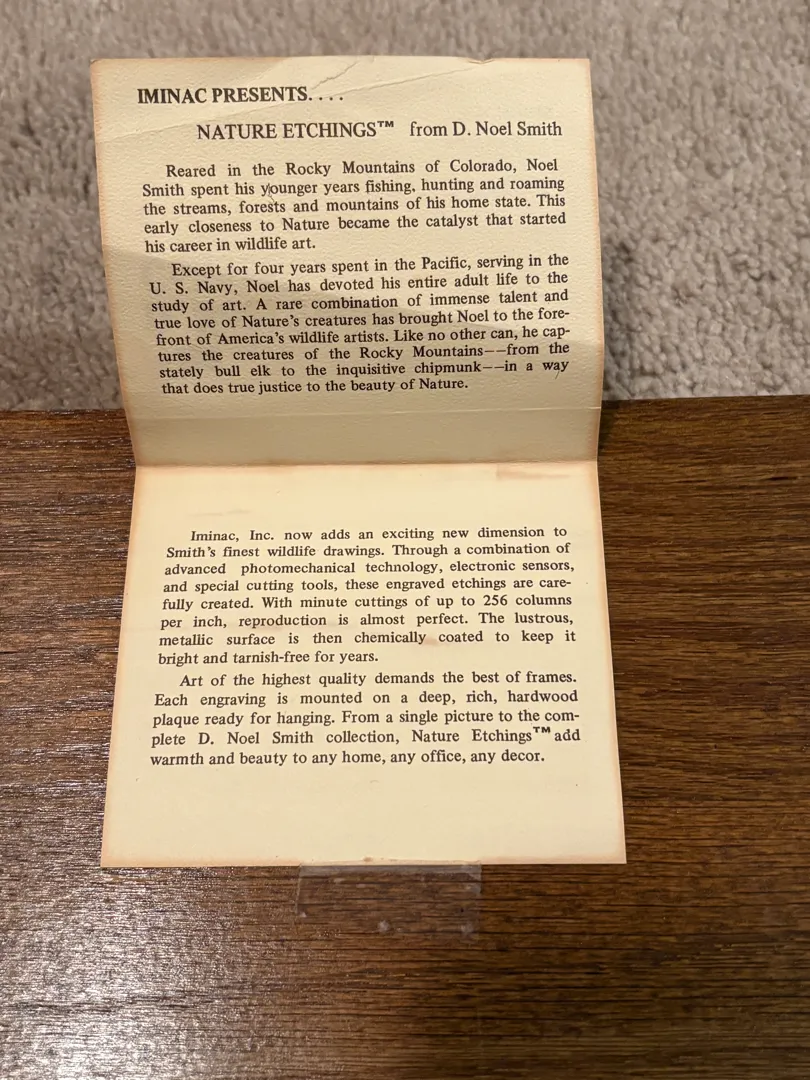 IMINAC PRESENTS. . . .
NATURE ETCHINGS™ from D. Noel Smith
Reared in the Rocky Mountains of Colorado, Noel
Smith spent his younger years fishing, hunting and roaming
the streams, forests and mountains of his home state. This
early closeness to Nature became the catalyst that started
his career in wildlife art.
Except for four years spent in the Pacific, serving in the
U. S. Navy, Noel has devoted his entire adult life to the
study of art. A rare combination of immense talent and
true love of Nature's creatures has brought Noel to the fore-
front of America's wildlife artists. Like no other can, he cap-
tures the creatures of the Rocky Mountains--from the
stately bull elk to the inquisitive chipmunk--in a way
that does true justice to the beauty of Nature.
Iminac, Inc. now adds an exciting new dimension to
Smith's finest wildlife drawings. Through a combination of
advanced photomechanical technology, electronic sensors,
and special cutting tools, these engraved etchings are care-
fully created. With minute cuttings of up to 256 columns
per inch, reproduction is almost perfect. The lustrous,
metallic surface is then chemically coated to keep it
bright and tarnish-free for years.
Art of the highest quality demands the best of frames.
Each engraving is mounted on a deep, rich, hardwood
plaque ready for hanging. From a single picture to the com-
plete D. Noel Smith collection, Nature Etchings™ add
warmth and beauty to any home, any office, any decor.